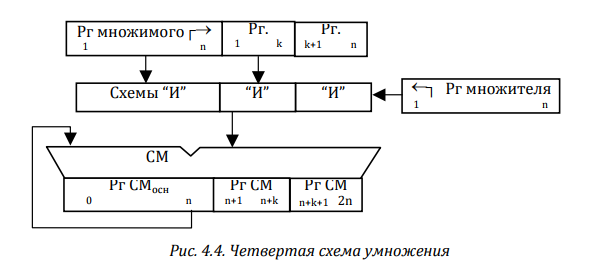 Рг множимого Рг. Рг.
1 n 1 k k+1 n
Схемы “И” “И” “И” Рг множителя
1 n
СМ
Рг СМосн Рг СМ Рг СМ
0 n n+1 n+k n+k+1 2n
Рис. 4.4. Четвертая схема умножения